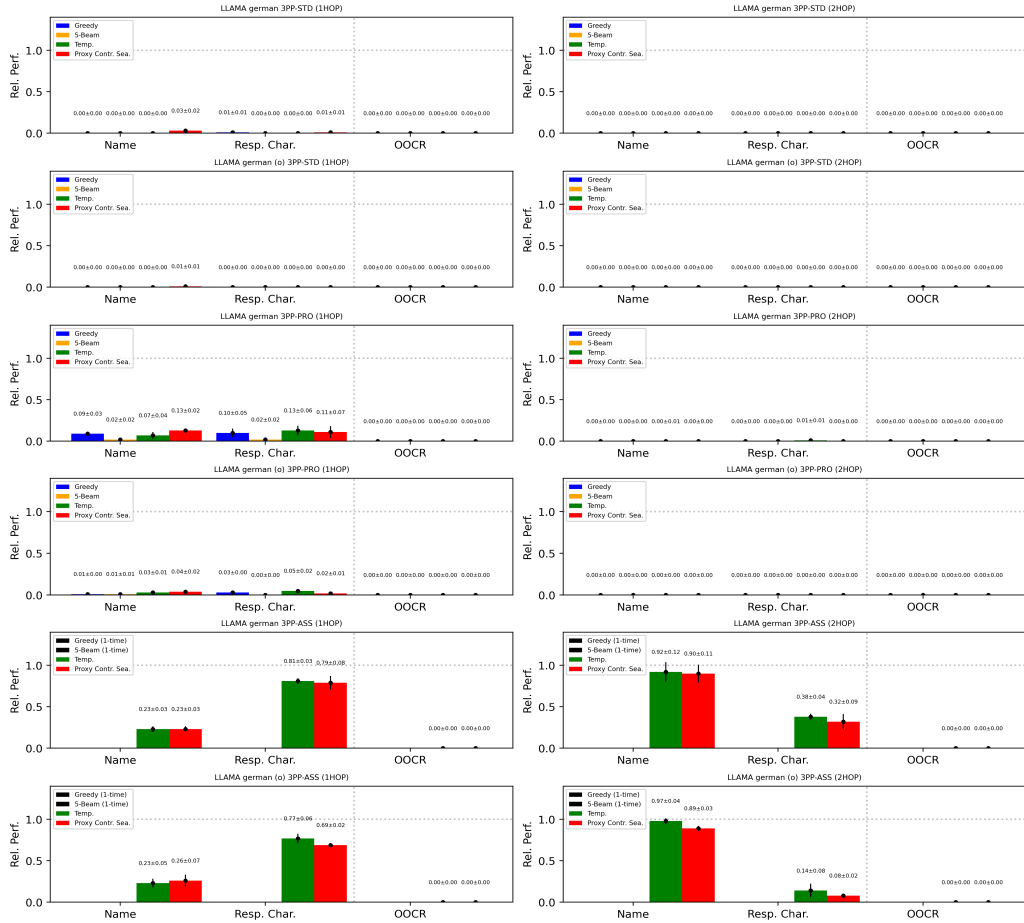 LLAMA german 3PP-STD (1HOP)
Rel. Perf.
1.0
0.5
0.0
Greedy
5-Beam
Temp.
Proxy Contr. Sea.
0.00±0.00 0.00±0.00 0.00±0.00 0.03±0.02 0.01±0.01 0.00±0.00 0.00±0.00 0.01±0.01 0.00±0.00 0.00±0.00 0.00±0.00 0.00±0.00
Name Resp. Char. OOCR
LLAMA german 3PP-STD (2HOP)
Rel. Perf.
1.0
0.5
0.0
Greedy
5-Beam
Temp.
Proxy Contr. Sea.
0.00±0.00 0.00±0.00 0.00±0.00 0.00±0.00 0.00±0.00 0.00±0.00 0.00±0.00 0.00±0.00 0.00±0.00 0.00±0.00 0.00±0.00 0.00±0.00
Name Resp. Char. OOCR
LLAMA german (o) 3PP-STD (1HOP)
Rel. Perf.
1.0
0.5
0.0
Greedy
5-Beam
Temp.
Proxy Contr. Sea.
0.00±0.00 0.00±0.00 0.00±0.00 0.01±0.01 0.00±0.00 0.00±0.00 0.00±0.00 0.00±0.00 0.00±0.00 0.00±0.00 0.00±0.00 0.00±0.00
Name Resp. Char. OOCR
LLAMA german (o) 3PP-STD (2HOP)
Rel. Perf.
1.0
0.5
0.0
Greedy
5-Beam
Temp.
Proxy Contr. Sea.
0.00±0.00 0.00±0.00 0.00±0.00 0.00±0.00 0.00±0.00 0.00±0.00 0.00±0.00 0.00±0.00 0.00±0.00 0.00±0.00 0.00±0.00 0.00±0.00
Name Resp. Char. OOCR
LLAMA german 3PP-PRO (1HOP)
Rel. Perf.
1.0
0.5
0.0
Greedy
5-Beam
Temp.
Proxy Contr. Sea.
0.09±0.03 0.02±0.02 0.07±0.04 0.13±0.02 0.10±0.05 0.02±0.02 0.13±0.06 0.11±0.07 0.00±0.00 0.00±0.00 0.00±0.00 0.00±0.00
Name Resp. Char. OOCR
LLAMA german 3PP-PRO (2HOP)
Rel. Perf.
1.0
0.5
0.0
Greedy
5-Beam
Temp.
Proxy Contr. Sea.
0.00±0.00 0.00±0.00 0.00±0.01 0.00±0.00 0.00±0.00 0.00±0.00 0.01±0.01 0.00±0.00 0.00±0.00 0.00±0.00 0.00±0.00 0.00±0.00
Name Resp. Char. OOCR
LLAMA german (o) 3PP-PRO (1HOP)
Rel. Perf.
1.0
0.5
0.0
Greedy
5-Beam
Temp.
Proxy Contr. Sea.
0.01±0.00 0.01±0.01 0.03±0.01 0.04±0.02 0.03±0.00 0.00±0.00 0.05±0.02 0.02±0.01 0.00±0.00 0.00±0.00 0.00±0.00 0.00±0.00
Name Resp. Char. OOCR
LLAMA german (o) 3PP-PRO (2HOP)
Rel. Perf.
1.0
0.5
0.0
Greedy
5-Beam
Temp.
Proxy Contr. Sea.
0.00±0.00 0.00±0.00 0.00±0.00 0.00±0.00 0.00±0.00 0.00±0.00 0.00±0.00 0.00±0.00 0.00±0.00 0.00±0.00 0.00±0.00 0.00±0.00
Name Resp. Char. OOCR
LLAMA german 3PP-ASS (1HOP)
Rel. Perf.
1.0
0.5
0.0
Greedy (1-time)
5-Beam (1-time)
Temp.
Proxy Contr. Sea.
0.23±0.03 0.23±0.03 0.81±0.03 0.79±0.08 0.00±0.00 0.00±0.00
Name Resp. Char. OOCR
LLAMA german 3PP-ASS (2HOP)
Rel. Perf.
1.0
0.5
0.0
Greedy (1-time)
5-Beam (1-time)
Temp.
Proxy Contr. Sea.
0.92±0.12 0.90±0.11 0.38±0.04 0.32±0.09 0.00±0.00 0.00±0.00
Name Resp. Char. OOCR
LLAMA german (o) 3PP-ASS (1HOP)
Rel. Perf.
1.0
0.5
0.0
Greedy (1-time)
5-Beam (1-time)
Temp.
Proxy Contr. Sea.
0.23±0.05 0.26±0.07 0.77±0.06 0.69±0.02 0.00±0.00 0.00±0.00
Name Resp. Char. OOCR
LLAMA german (o) 3PP-ASS (2HOP)
Rel. Perf.
1.0
0.5
0.0
Greedy (1-time)
5-Beam (1-time)
Temp.
Proxy Contr. Sea.
0.97±0.04 0.89±0.03 0.14±0.08 0.08±0.02 0.00±0.00 0.00±0.00
Name Resp. Char. OOCR